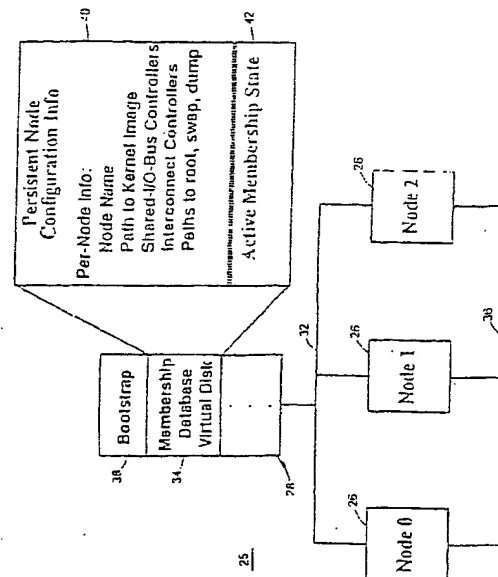 Persistent Node
Configuration Info
Per-Node Info:
Node Name
Path to Kernel Image
Shared-I/O-Bus Controllers
Interconnect Controllers
Paths to root, swap, dump
40
Active Membership State
42
Bootstrap
38
Membership
Database
Virtual Disk
34
. . .
28
25
32
Node 0
26
Node 1
26
Node 2
26
36